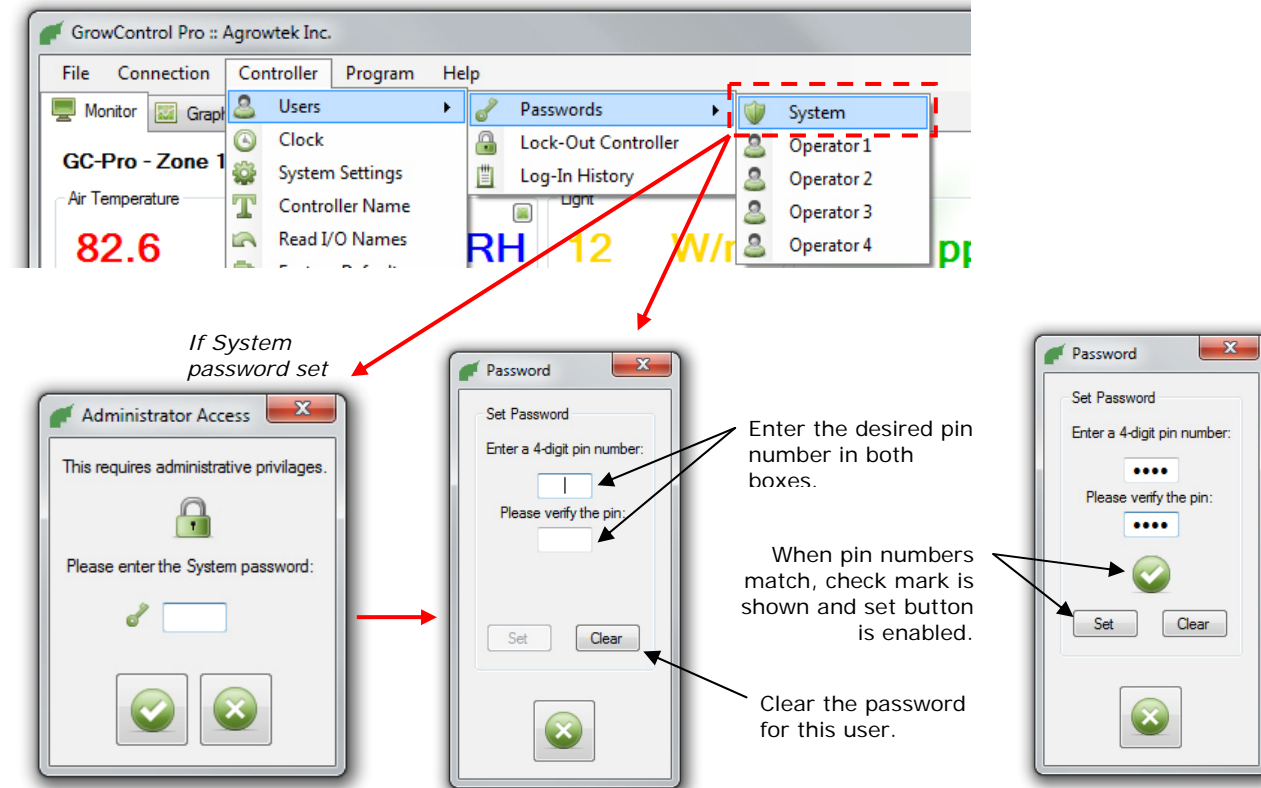 GrowControl Pro :: Agrowtek Inc.
File Connection Controller Program Help
Monitor Graph Users Passwords System
Clock Lock-Out Controller Operator 1
GC-Pro - Zone 1 System Settings Log-In History Operator 2
Air Temperature Controller Name Light Operator 3
82.6 Read I/O Names RH 12 W/m Operator 4 pp
If System
password set
Administrator Access
This requires administrative privilages.
Please enter the System password:
Password
Set Password
Enter a 4-digit pin number:
Please verify the pin:
Set Clear
Enter the desired pin
number in both
boxes.
When pin numbers
match, check mark is
shown and set button
is enabled.
Clear the password
for this user.
Password
Set Password
Enter a 4-digit pin number:
••••
Please verify the pin:
••••
Set Clear